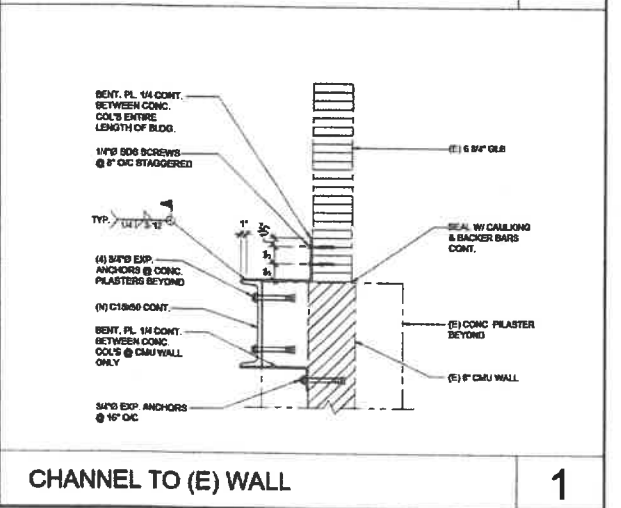 BENT. PL. 1/4 CONT.
BETWEEN CONC.
COL'S ENTIRE
LENGTH OF BLDG.
1/4"Ø SDS SCREWS
@ 8" O/C STAGGERED
TYP.
1/4
3-12
1"
(4) 3/4"Ø EXP.
ANCHORS @ CONC.
PILASTERS BEYOND
(N) C15x50 CONT.
BENT. PL. 1/4 CONT.
BETWEEN CONC.
COL'S @ CMU WALL
ONLY
3/4"Ø EXP. ANCHORS
@ 16" O/C
(E) 6 3/4" GLB
SEAL W/ CAULKING
& BACKER BARS
CONT.
(E) CONC PILASTER
BEYOND
(E) 8" CMU WALL
CHANNEL TO (E) WALL
1